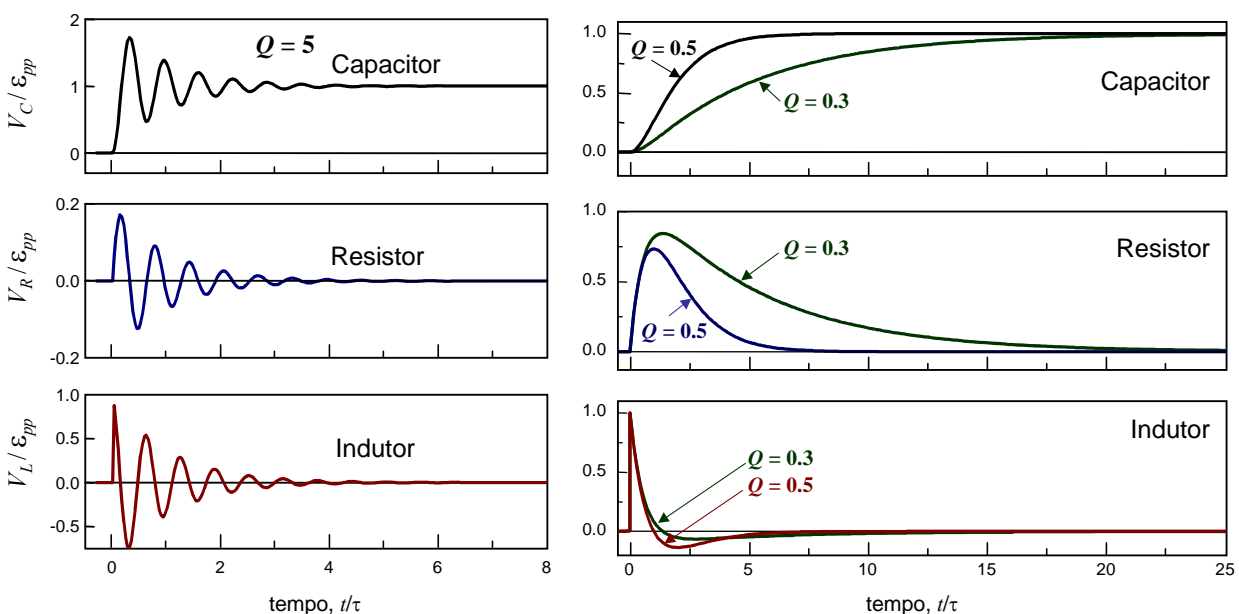 V_C / ε_pp
2
1
0
Q = 5
Capacitor
V_R / ε_pp
0.2
0.0
-0.2
Resistor
V_L / ε_pp
1.0
0.5
0.0
-0.5
Indutor
0 2 4 6 8
tempo, t/τ
1.0
0.5
0.0
Q = 0.5
Q = 0.3
Capacitor
1.0
0.5
0.0
Q = 0.3
Q = 0.5
Resistor
1.0
0.5
0.0
Q = 0.3
Q = 0.5
Indutor
0 5 10 15 20 25
tempo, t/τ